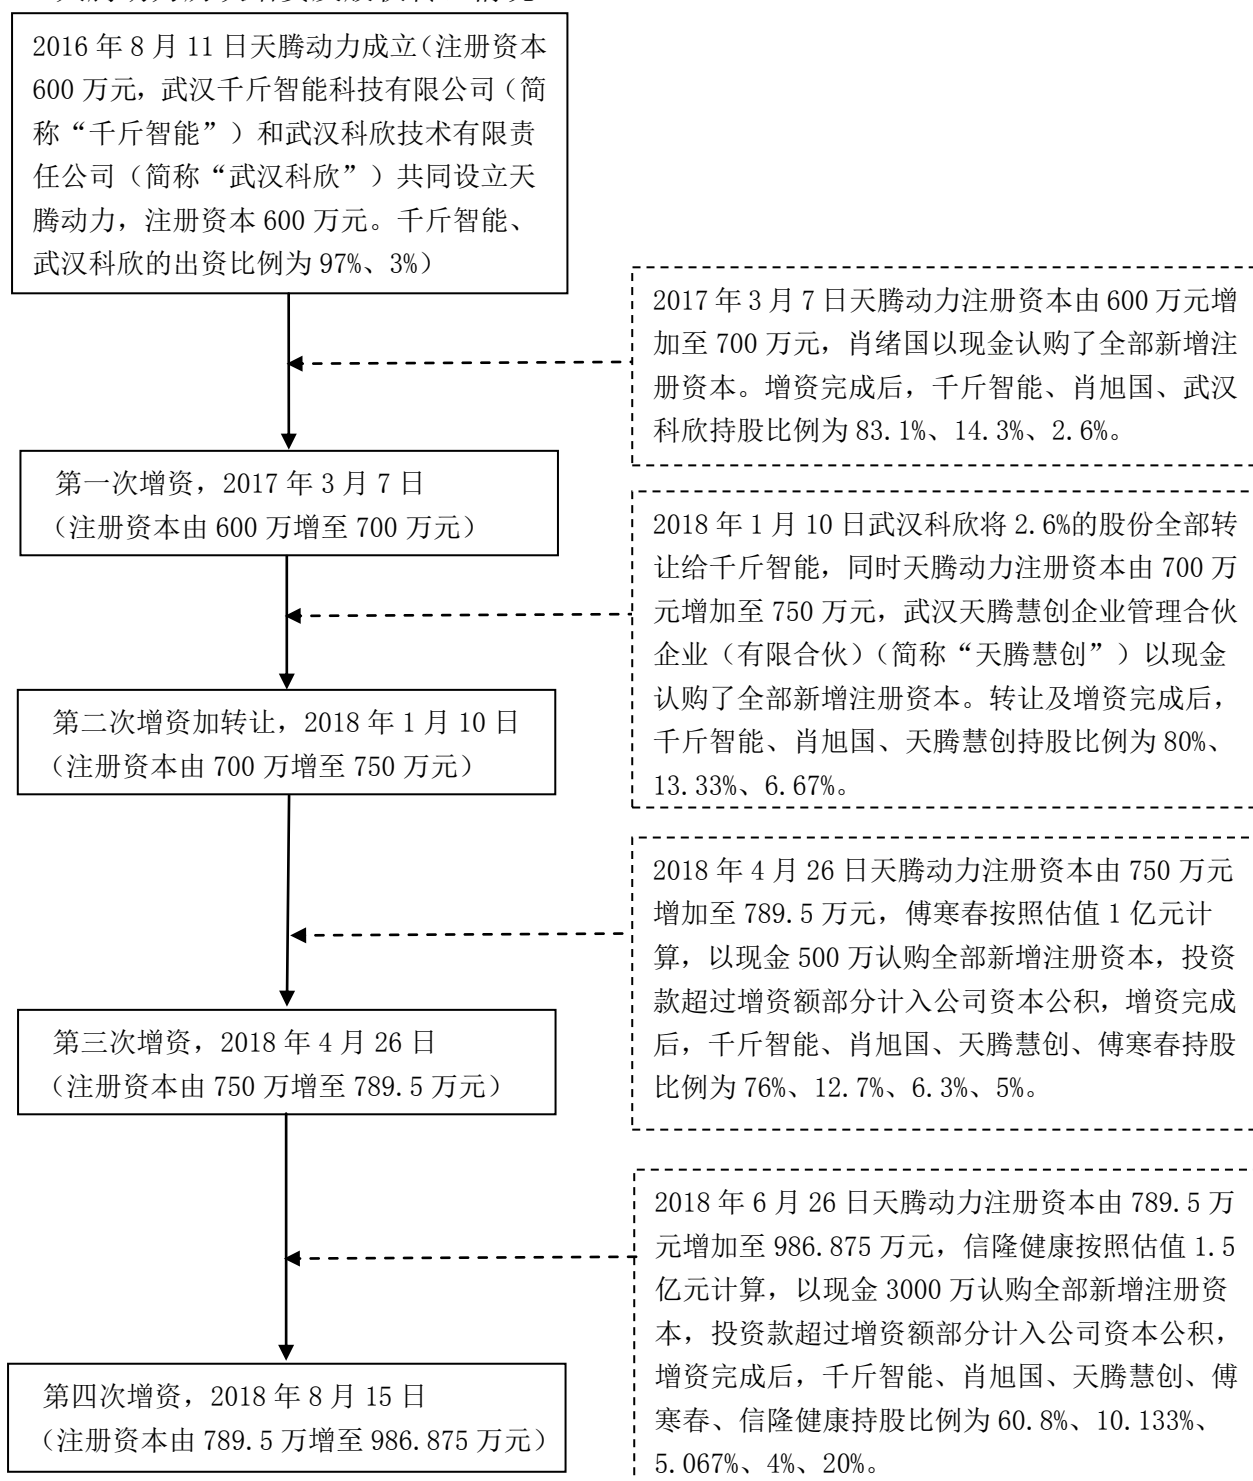 2016 年 8 月 11 日天腾动力成立（注册资本
600 万元，武汉千斤智能科技有限公司（简
称“千斤智能”）和武汉科欣技术有限责
任公司（简称“武汉科欣”）共同设立天
腾动力，注册资本 600 万元。千斤智能、
武汉科欣的出资比例为 97%、3%）
2017 年 3 月 7 日天腾动力注册资本由 600 万元增
加至 700 万元，肖绪国以现金认购了全部新增注
册资本。增资完成后，千斤智能、肖旭国、武汉
科欣持股比例为 83.1%、14.3%、2.6%。
第一次增资，2017 年 3 月 7 日
（注册资本由 600 万增至 700 万元）
2018 年 1 月 10 日武汉科欣将 2.6%的股份全部转
让给千斤智能，同时天腾动力注册资本由 700 万
元增加至 750 万元，武汉天腾慧创企业管理合伙
企业（有限合伙）（简称“天腾慧创”）以现金
认购了全部新增注册资本。转让及增资完成后，
千斤智能、肖旭国、天腾慧创持股比例为 80%、
13.33%、6.67%。
第二次增资加转让，2018 年 1 月 10 日
（注册资本由 700 万增至 750 万元）
2018 年 4 月 26 日天腾动力注册资本由 750 万元
增加至 789.5 万元，傅寒春按照估值 1 亿元计
算，以现金 500 万认购全部新增注册资本，投资
款超过增资额部分计入公司资本公积，增资完成
后，千斤智能、肖旭国、天腾慧创、傅寒春持股
比例为 76%、12.7%、6.3%、5%。
第三次增资，2018 年 4 月 26 日
（注册资本由 750 万增至 789.5 万元）
2018 年 6 月 26 日天腾动力注册资本由 789.5 万
元增加至 986.875 万元，信隆健康按照估值 1.5
亿元计算，以现金 3000 万认购全部新增注册资
本，投资款超过增资额部分计入公司资本公积，
增资完成后，千斤智能、肖旭国、天腾慧创、傅
寒春、信隆健康持股比例为 60.8%、10.133%、
5.067%、4%、20%。
第四次增资，2018 年 8 月 15 日
（注册资本由 789.5 万增至 986.875 万元）